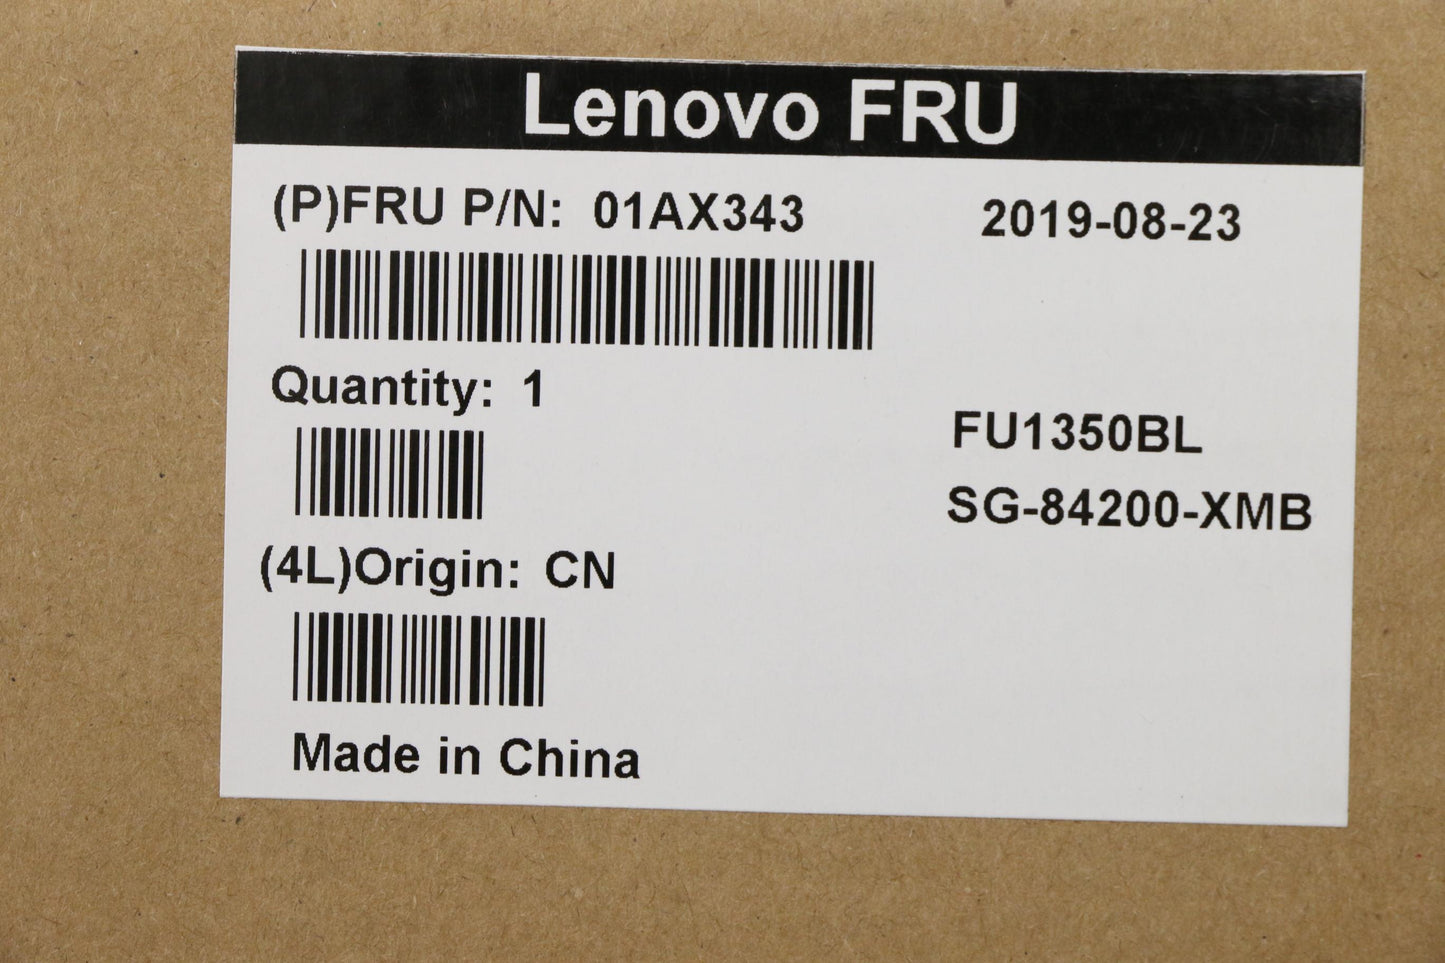 Lenovo FRU
(P)FRU P/N: 01AX343
2019-08-23
Quantity: 1
FU1350BL
SG-84200-XMB
(4L)Origin: CN
Made in China